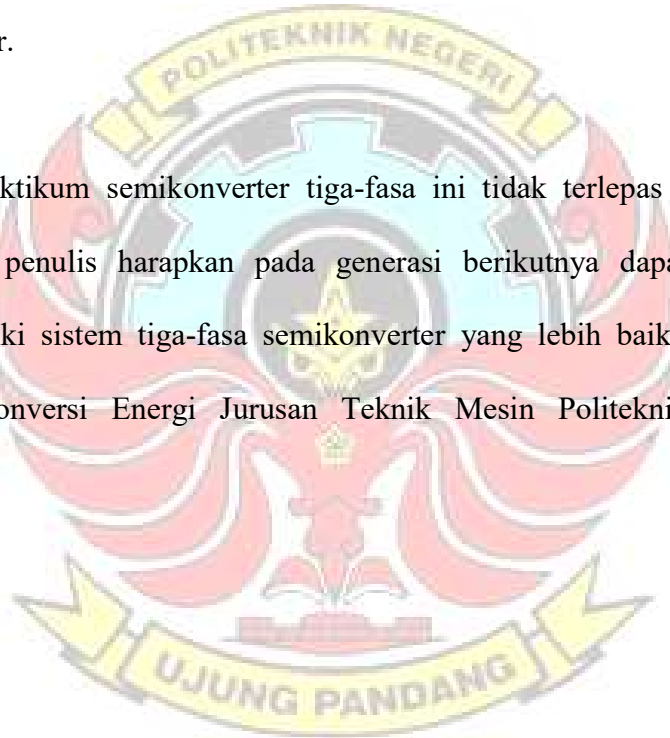 r.
POLITEKNIK NEGERI
ktikum semikonverter tiga-fasa ini tidak terlepas
penulis harapkan pada generasi berikutnya dapa
ki sistem tiga-fasa semikonverter yang lebih baik
onversi Energi Jurusan Teknik Mesin Politekni
UJUNG PANDANG